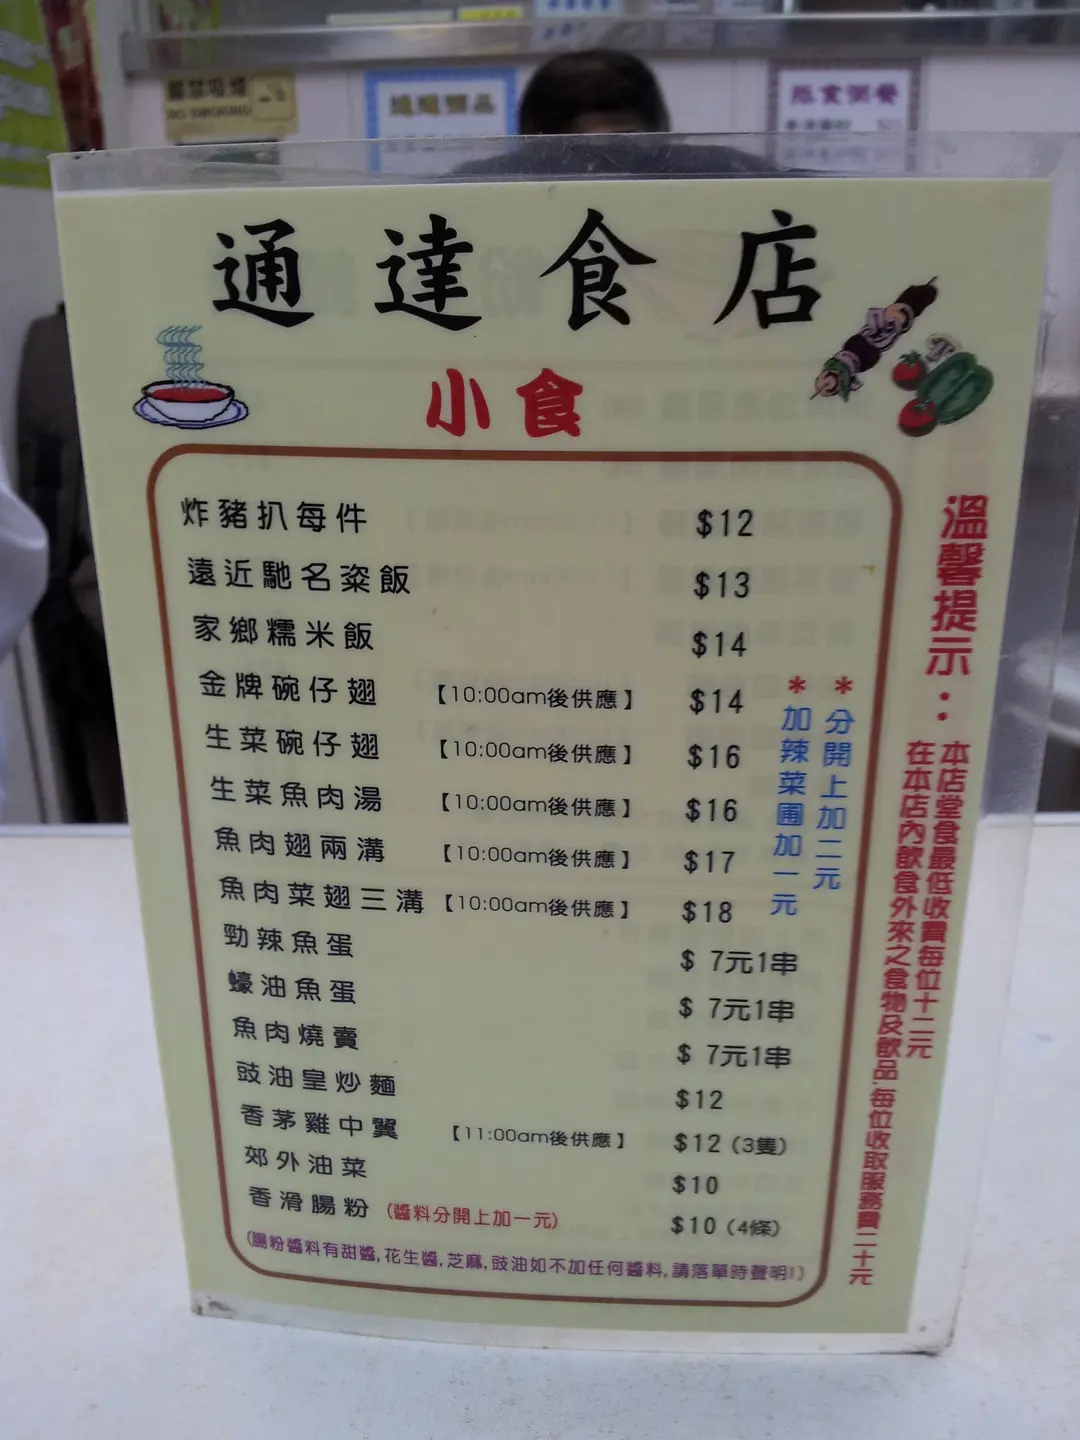 嚴禁吸煙
NO SMOKING
通達食店
小食
炸豬扒每件 $12
遠近馳名粢飯 $13
家鄉糯米飯 $14
金牌碗仔翅 【10:00am後供應】 $14
生菜碗仔翅 【10:00am後供應】 $16
生菜魚肉湯 【10:00am後供應】 $16
魚肉翅兩溝 【10:00am後供應】 $17
魚肉菜翅三溝 【10:00am後供應】 $18
勁辣魚蛋 $ 7元1串
蠔油魚蛋 $ 7元1串
魚肉燒賣 $ 7元1串
豉油皇炒麵 $12
香茅雞中翼 【11:00am後供應】 $12 (3隻)
郊外油菜 $10
香滑腸粉 (醬料分開上加一元) $10 (4條)
(腸粉醬料有甜醬,花生醬,芝麻,豉油如不加任何醬料,請落單時聲明!)
*分開上加二元
*加辣菜圃加一元
溫馨提示:
本店堂食最低收費每位十二元
在本店內飲食外來之食物及飲品,每位收取服務費二十元